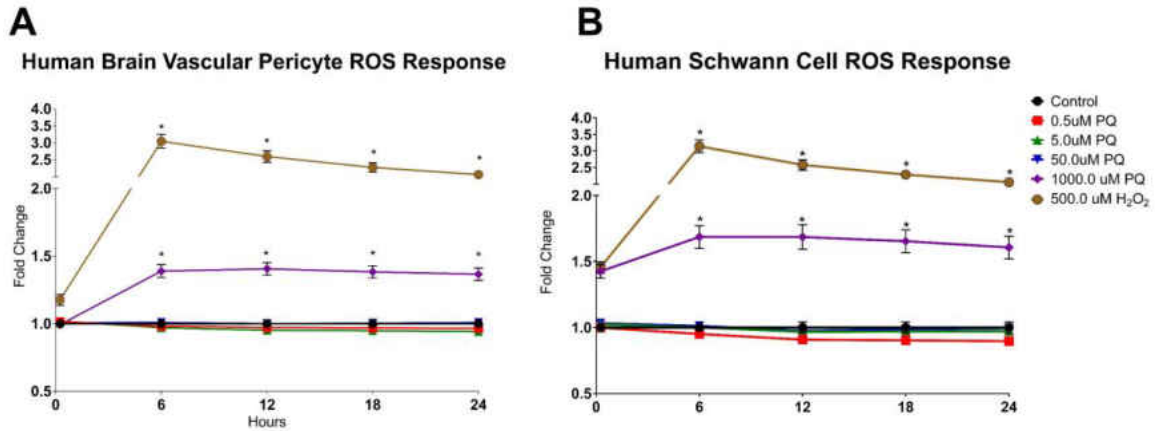 A
Human Brain Vascular Pericyte ROS Response
4.0
3.5
3.0
2.5
2.0
1.5
1.0
0.5
Fold Change
* * * *
* * * *
0 6 12 18 24
Hours
B
Human Schwann Cell ROS Response
4.0
3.5
3.0
2.5
2.0
1.5
1.0
0.5
Fold Change
* * * *
* * * *
0 6 12 18 24
Control
0.5uM PQ
5.0uM PQ
50.0uM PQ
1000.0 uM PQ
500.0 uM H₂O₂